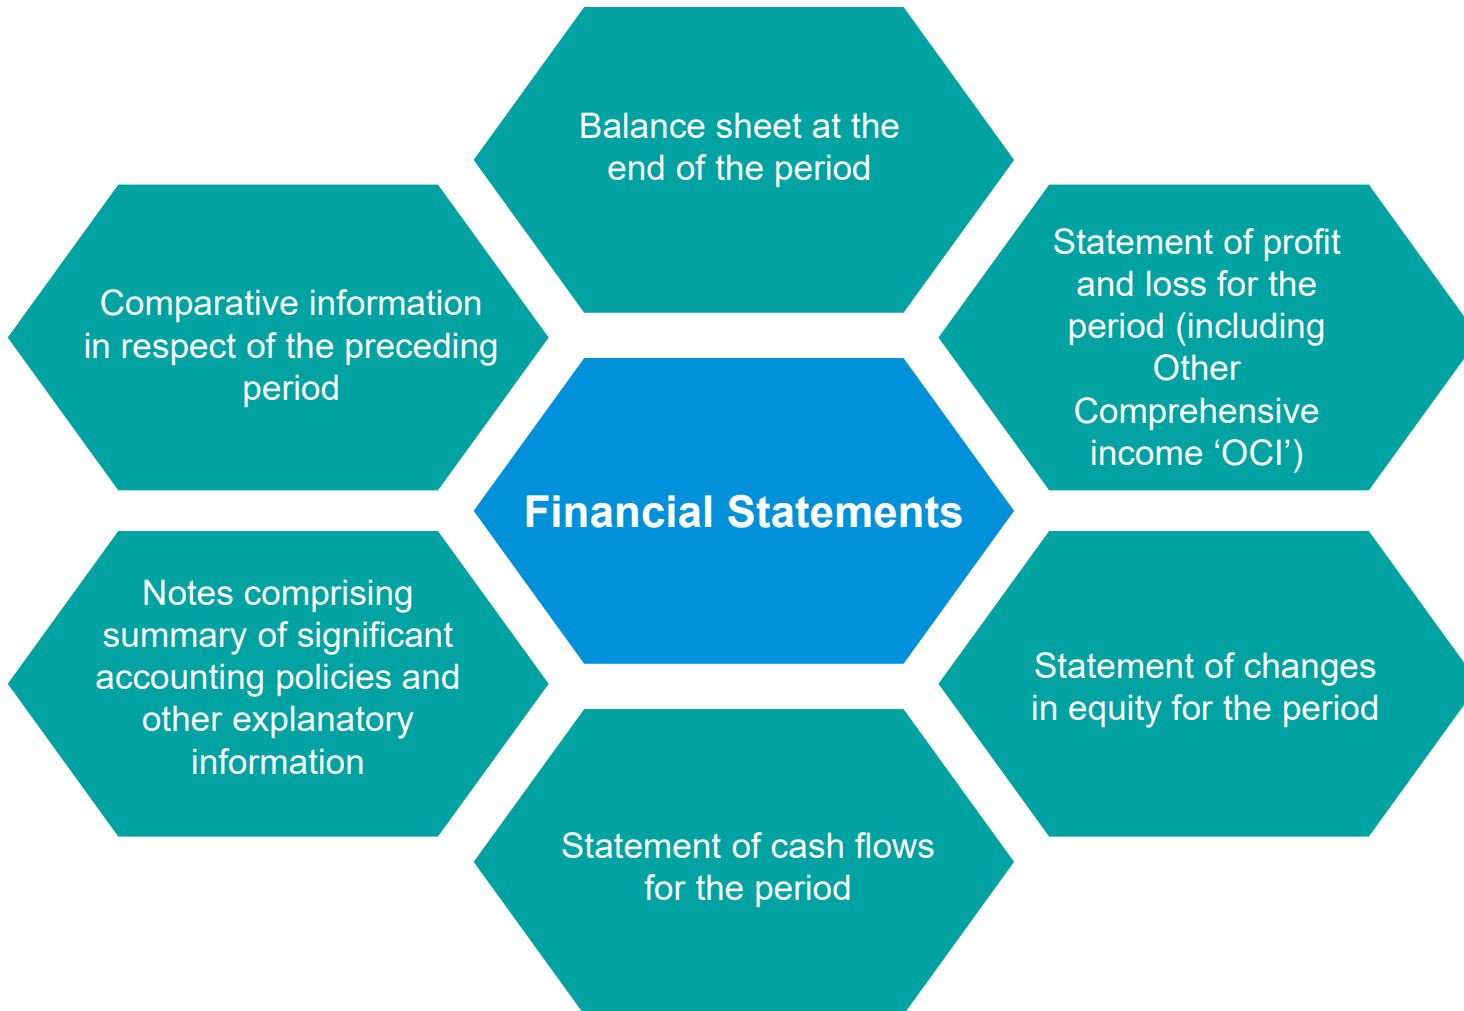 Balance sheet at the
end of the period
Statement of profit
and loss for the
period (including
Other
Comprehensive
income ‘OCI’)
Comparative information
in respect of the preceding
period
Financial Statements
Notes comprising
summary of significant
accounting policies and
other explanatory
information
Statement of changes
in equity for the period
Statement of cash flows
for the period